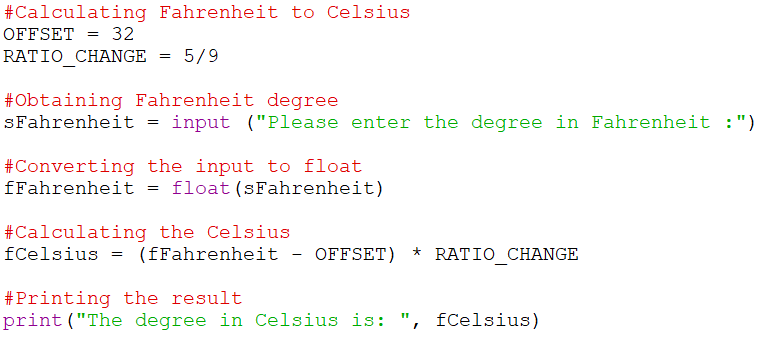 #Calculating Fahrenheit to Celsius
OFFSET = 32
RATIO_CHANGE = 5/9
#Obtaining Fahrenheit degree
sFahrenheit = input ("Please enter the degree in Fahrenheit :")
#Converting the input to float
fFahrenheit = float(sFahrenheit)
#Calculating the Celsius
fCelsius = (fFahrenheit - OFFSET) * RATIO_CHANGE
#Printing the result
print("The degree in Celsius is: ", fCelsius)